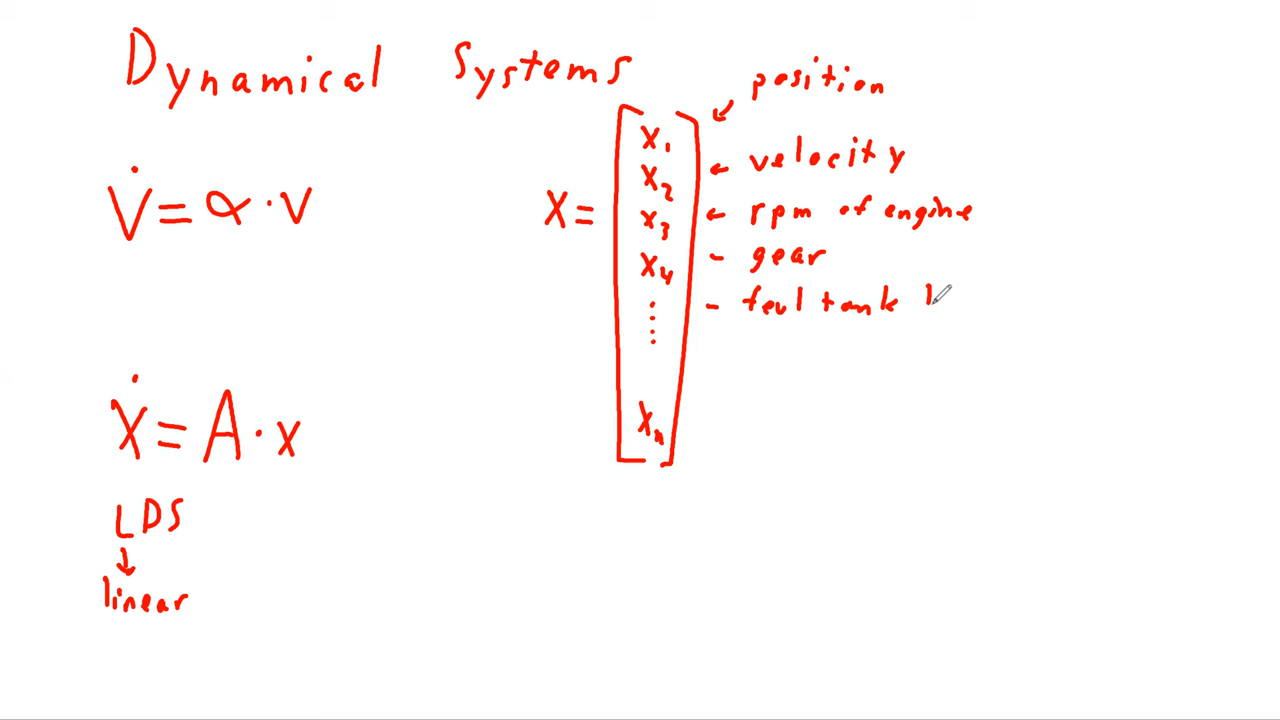 Dynamical Systems
V̇ = α · v
X = [x₁ x₂ x₃ x₄ ⋮ xₙ]
position
velocity
rpm of engine
gear
feul tank l
Ẋ = A · x
LDS
linear